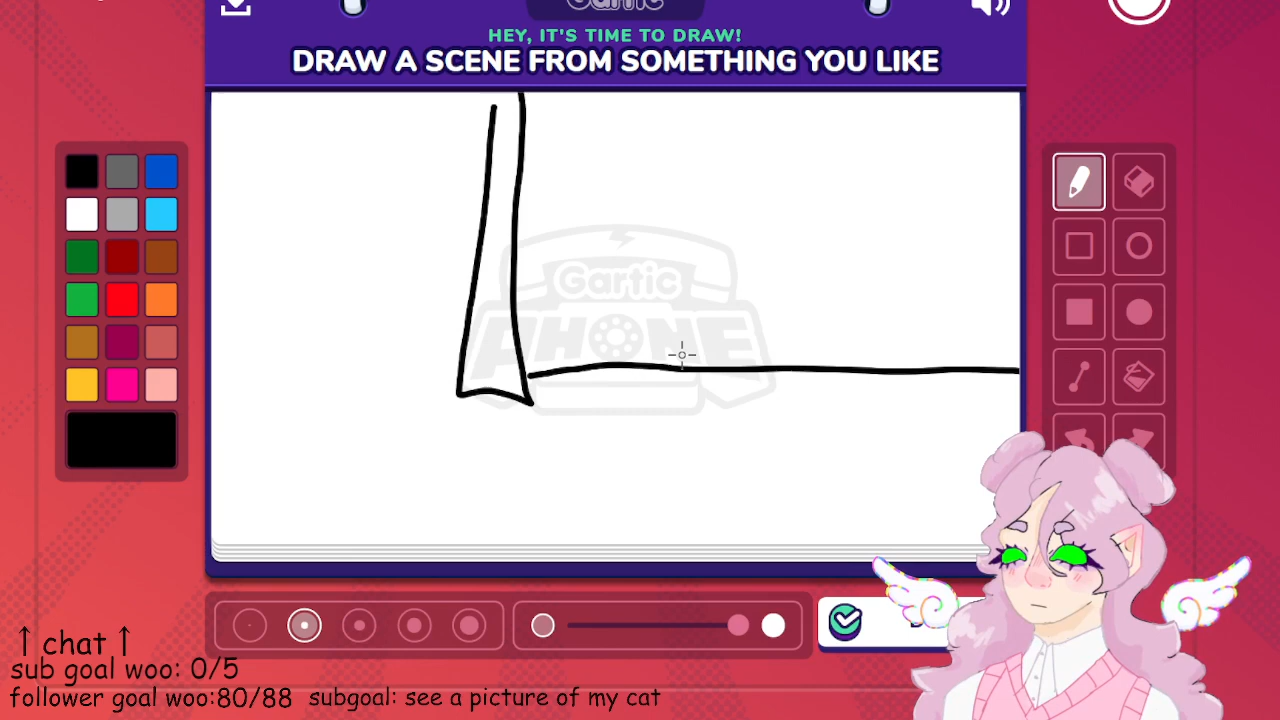 Gartic
HEY, IT'S TIME TO DRAW!
DRAW A SCENE FROM SOMETHING YOU LIKE
Gartic
PHONE
↑ chat ↑
sub goal woo: 0/5
follower goal woo:80/88 subgoal: see a picture of my cat